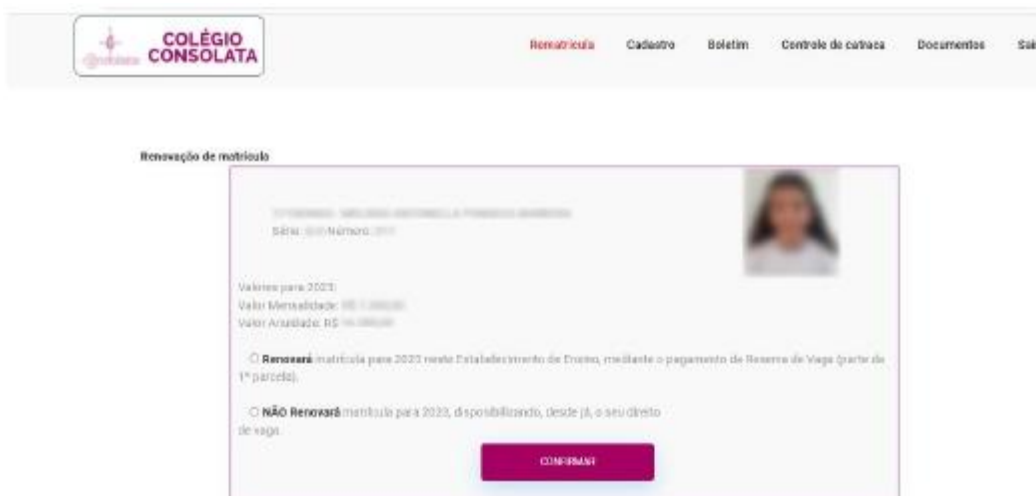 COLÉGIO
CONSOLATA
Rematrícula Cadastro Boletim Controle de catraca Documentos Sai
Renovação de matrícula
Série: Número:
Valores para 2023:
Valor Mensalidade: R$
Valor Anuidade: R$
Renovará matrícula para 2023 neste Estabelecimento de Ensino, mediante o pagamento de Reserva de Vaga (parte da
1ª parcela).
NÃO Renovará matrícula para 2023, disponibilizando, desde já, o seu direito
de vaga.
CONFIRMAR